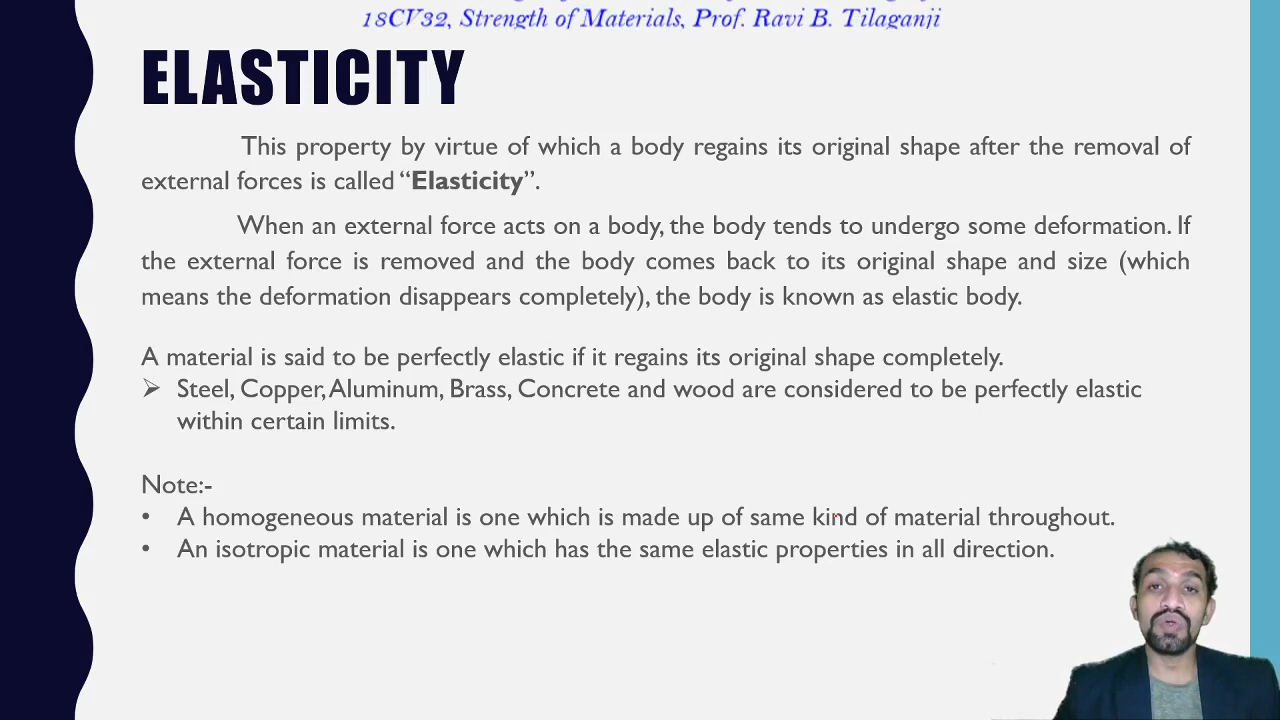 18CV32, Strength of Materials, Prof. Ravi B. Tilaganji
ELASTICITY
This property by virtue of which a body regains its original shape after the removal of
external forces is called “Elasticity”.
When an external force acts on a body, the body tends to undergo some deformation. If
the external force is removed and the body comes back to its original shape and size (which
means the deformation disappears completely), the body is known as elastic body.
A material is said to be perfectly elastic if it regains its original shape completely.
➢ Steel, Copper, Aluminum, Brass, Concrete and wood are considered to be perfectly elastic
within certain limits.
Note:-
• A homogeneous material is one which is made up of same kind of material throughout.
• An isotropic material is one which has the same elastic properties in all direction.